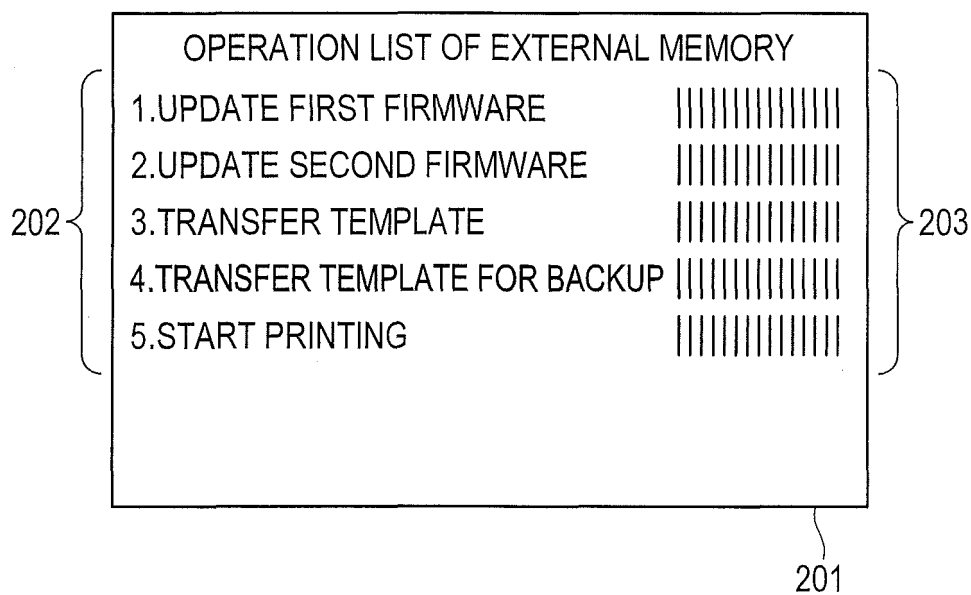 OPERATION LIST OF EXTERNAL MEMORY
1.UPDATE FIRST FIRMWARE
2.UPDATE SECOND FIRMWARE
3.TRANSFER TEMPLATE
4.TRANSFER TEMPLATE FOR BACKUP
5.START PRINTING
202
203
201